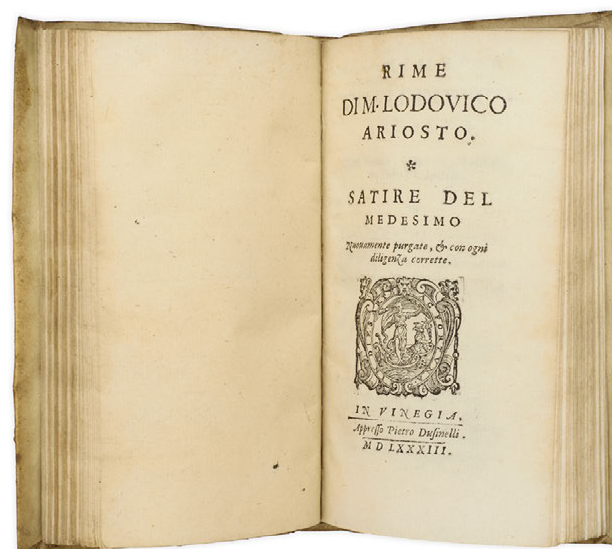 RIME
DI M. LODOVICO
ARIOSTO.
*
SATIRE DEL
MEDESIMO
Nuouamente purgate, & con ogni
diligenza corrette.
IN VINEGIA.
Appresso Pietro Dusinelli.
M D LXXXIII.